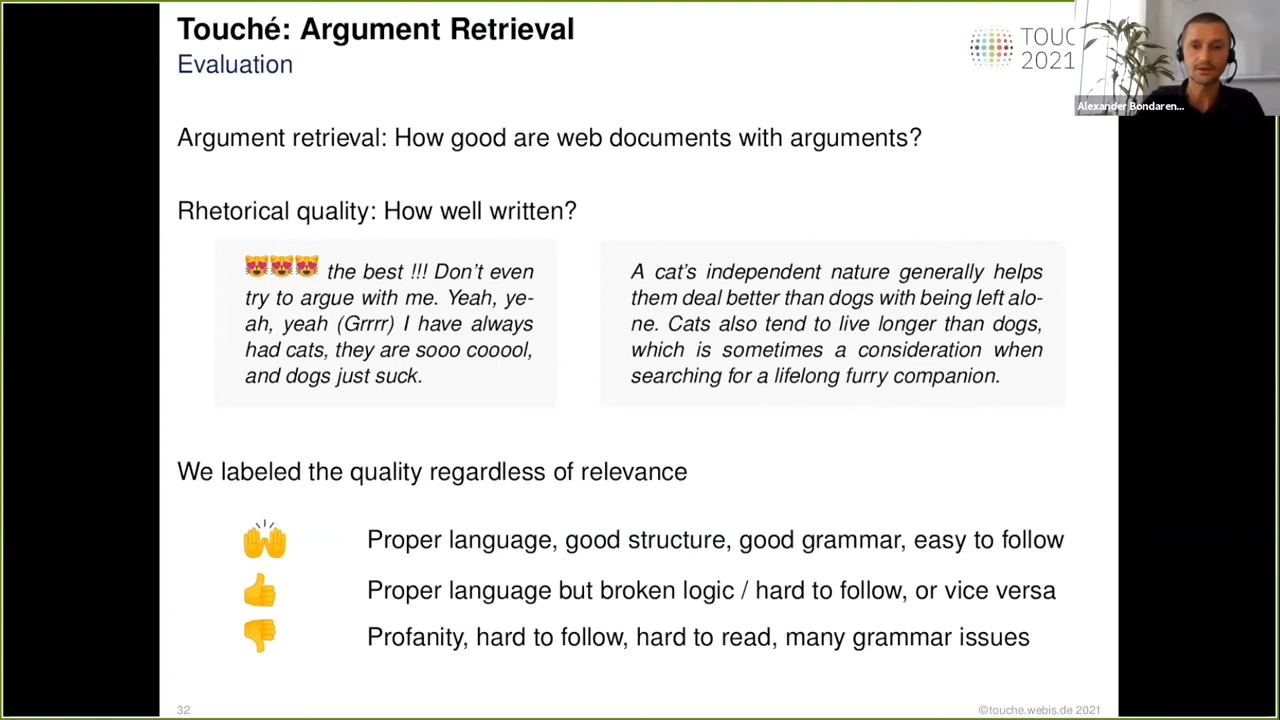 Touché: Argument Retrieval
Evaluation
TOUC
2021
Alexander Bondaren...
Argument retrieval: How good are web documents with arguments?
Rhetorical quality: How well written?
😻😻😻 the best !!! Don't even
try to argue with me. Yeah, ye-
ah, yeah (Grrrr) I have always
had cats, they are sooo cooool,
and dogs just suck.
A cat's independent nature generally helps
them deal better than dogs with being left alo-
ne. Cats also tend to live longer than dogs,
which is sometimes a consideration when
searching for a lifelong furry companion.
We labeled the quality regardless of relevance
🙌 Proper language, good structure, good grammar, easy to follow
👍 Proper language but broken logic / hard to follow, or vice versa
👎 Profanity, hard to follow, hard to read, many grammar issues
32
©touche.webis.de 2021